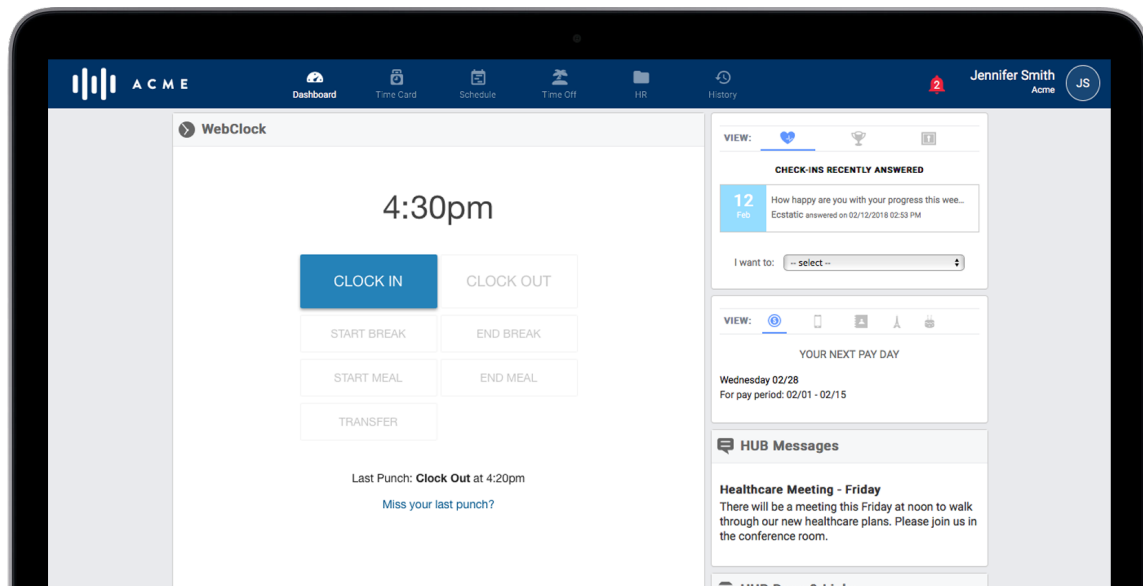 ACME
Dashboard
Time Card
Schedule
Time Off
HR
History
2
Jennifer Smith
Acme
JS
WebClock
4:30pm
CLOCK IN
CLOCK OUT
START BREAK
END BREAK
START MEAL
END MEAL
TRANSFER
Last Punch: Clock Out at 4:20pm
Miss your last punch?
VIEW:
CHECK-INS RECENTLY ANSWERED
12
Feb
How happy are you with your progress this wee...
Ecstatic answered on 02/12/2018 02:53 PM
I want to:
-- select --
VIEW:
YOUR NEXT PAY DAY
Wednesday 02/28
For pay period: 02/01 - 02/15
HUB Messages
Healthcare Meeting - Friday
There will be a meeting this Friday at noon to walk
through our new healthcare plans. Please join us in
the conference room.